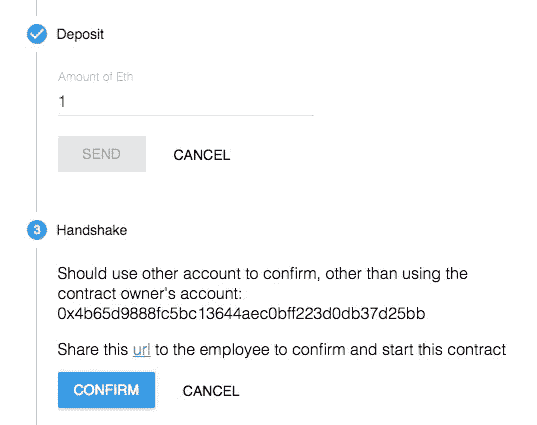 Deposit
Amount of Eth
1
SEND CANCEL
3 Handshake
Should use other account to confirm, other than using the
contract owner's account:
0x4b65d9888fc5bc13644aec0bff223d0db37d25bb
Share this url to the employee to confirm and start this contract
CONFIRM CANCEL